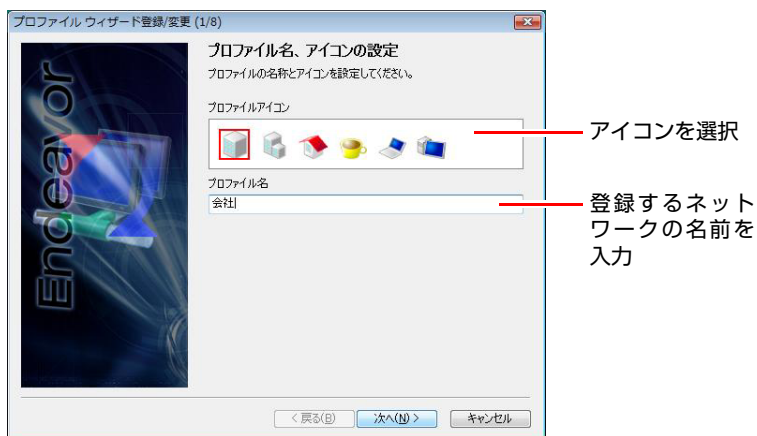 プロファイル ウィザード登録/変更 (1/8)
Endeavor
プロファイル名、アイコンの設定
プロファイルの名称とアイコンを設定してください。
プロファイルアイコン
アイコンを選択
プロファイル名
会社
登録するネット
ワークの名前を
入力
< 戻る(B)
次へ(N) >
キャンセル